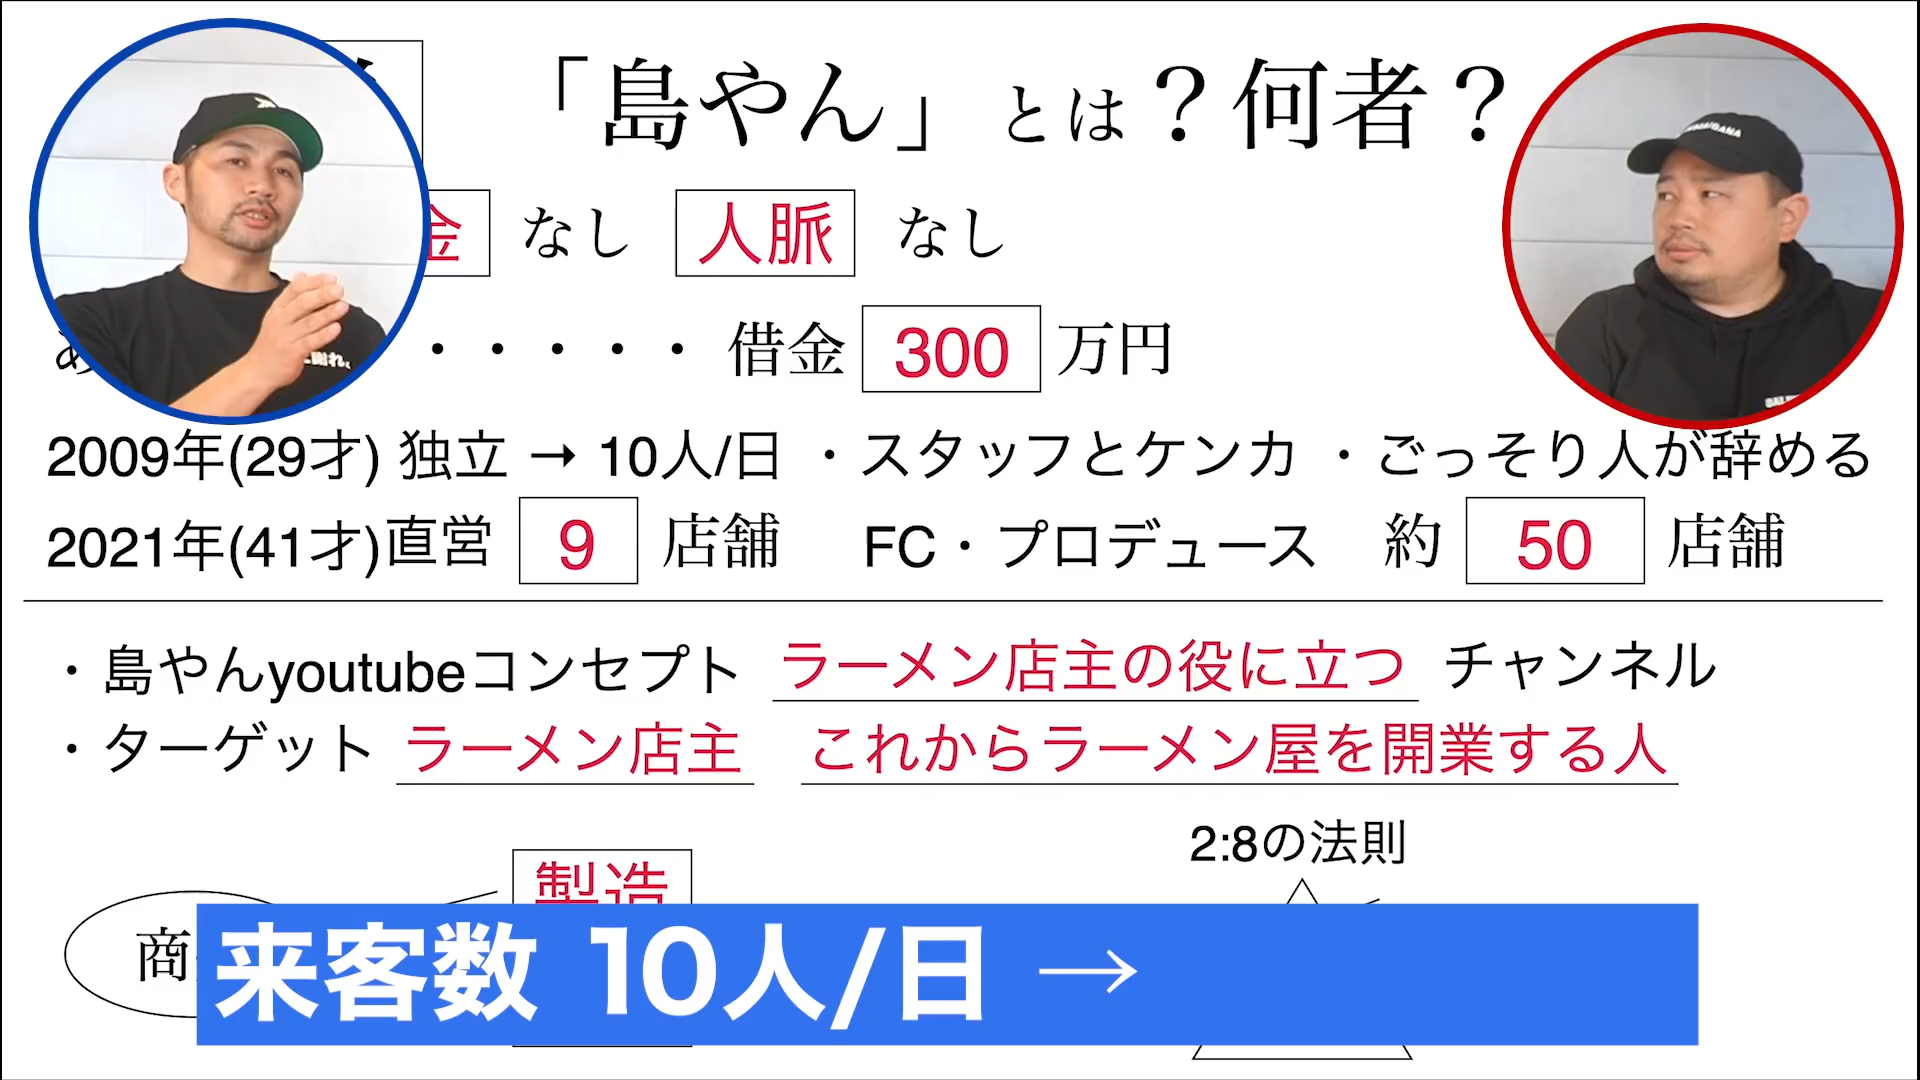 「島やん」とは？何者？
金 なし 人脈 なし
・・・・・ 借金 300 万円
2009年(29才) 独立 → 10人/日 ・スタッフとケンカ ・ごっそり人が辞める
2021年(41才)直営 9 店舗 FC・プロデュース 約 50 店舗
・島やんyoutubeコンセプト ラーメン店主の役に立つ チャンネル
・ターゲット ラーメン店主 これからラーメン屋を開業する人
2:8の法則
製造
商
来客数 10人/日 →